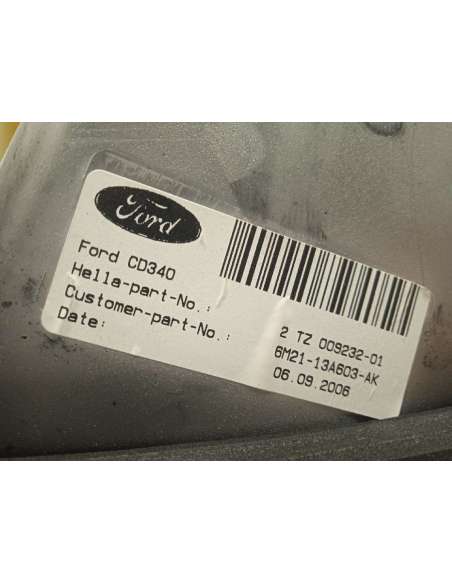 Ford
Ford CD340
Hella-part-No.: 2 TZ 009232-01
Customer-part-No.: 6M21-13A603-AK
Date: 06.09.2006